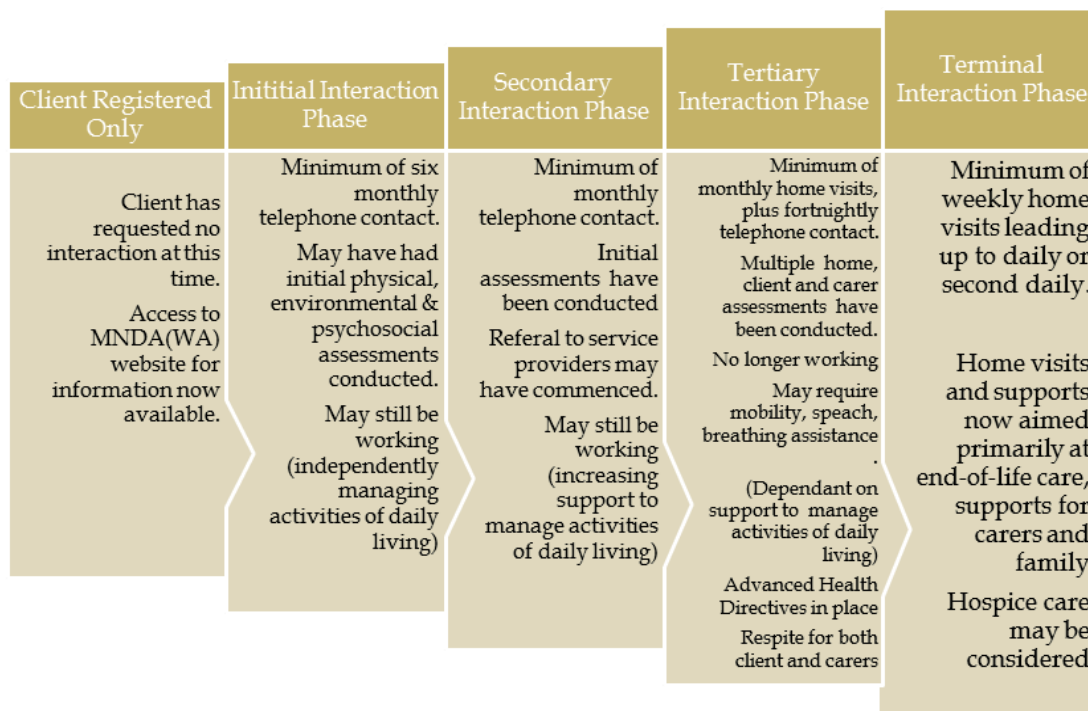 Client Registered
Only
Client has
requested no
interaction at this
time.
Access to
MNDA(WA)
website for
information now
available.
Inititial Interaction
Phase
Minimum of six
monthly
telephone contact.
May have had
initial physical,
environmental &
psychosocial
assessments
conducted.
May still be
working
(independently
managing
activities of daily
living)
Secondary
Interaction Phase
Minimum of
monthly
telephone contact.
Initial
assessments have
been conducted
Referal to service
providers may
have commenced.
May still be
working
(increasing
support to
manage activities
of daily living)
Tertiary
Interaction Phase
Minimum of
monthly home visits,
plus fortnightly
telephone contact.
Multiple home,
client and carer
assessments have
been conducted.
No longer working
May require
mobility, speach,
breathing assistance
.
(Dependant on
support to manage
activities of daily
living)
Advanced Health
Directives in place
Respite for both
client and carers
Terminal
Interaction Phase
Minimum of
weekly home
visits leading
up to daily or
second daily.
Home visits
and supports
now aimed
primarily at
end-of-life care,
supports for
carers and
family
Hospice care
may be
considered